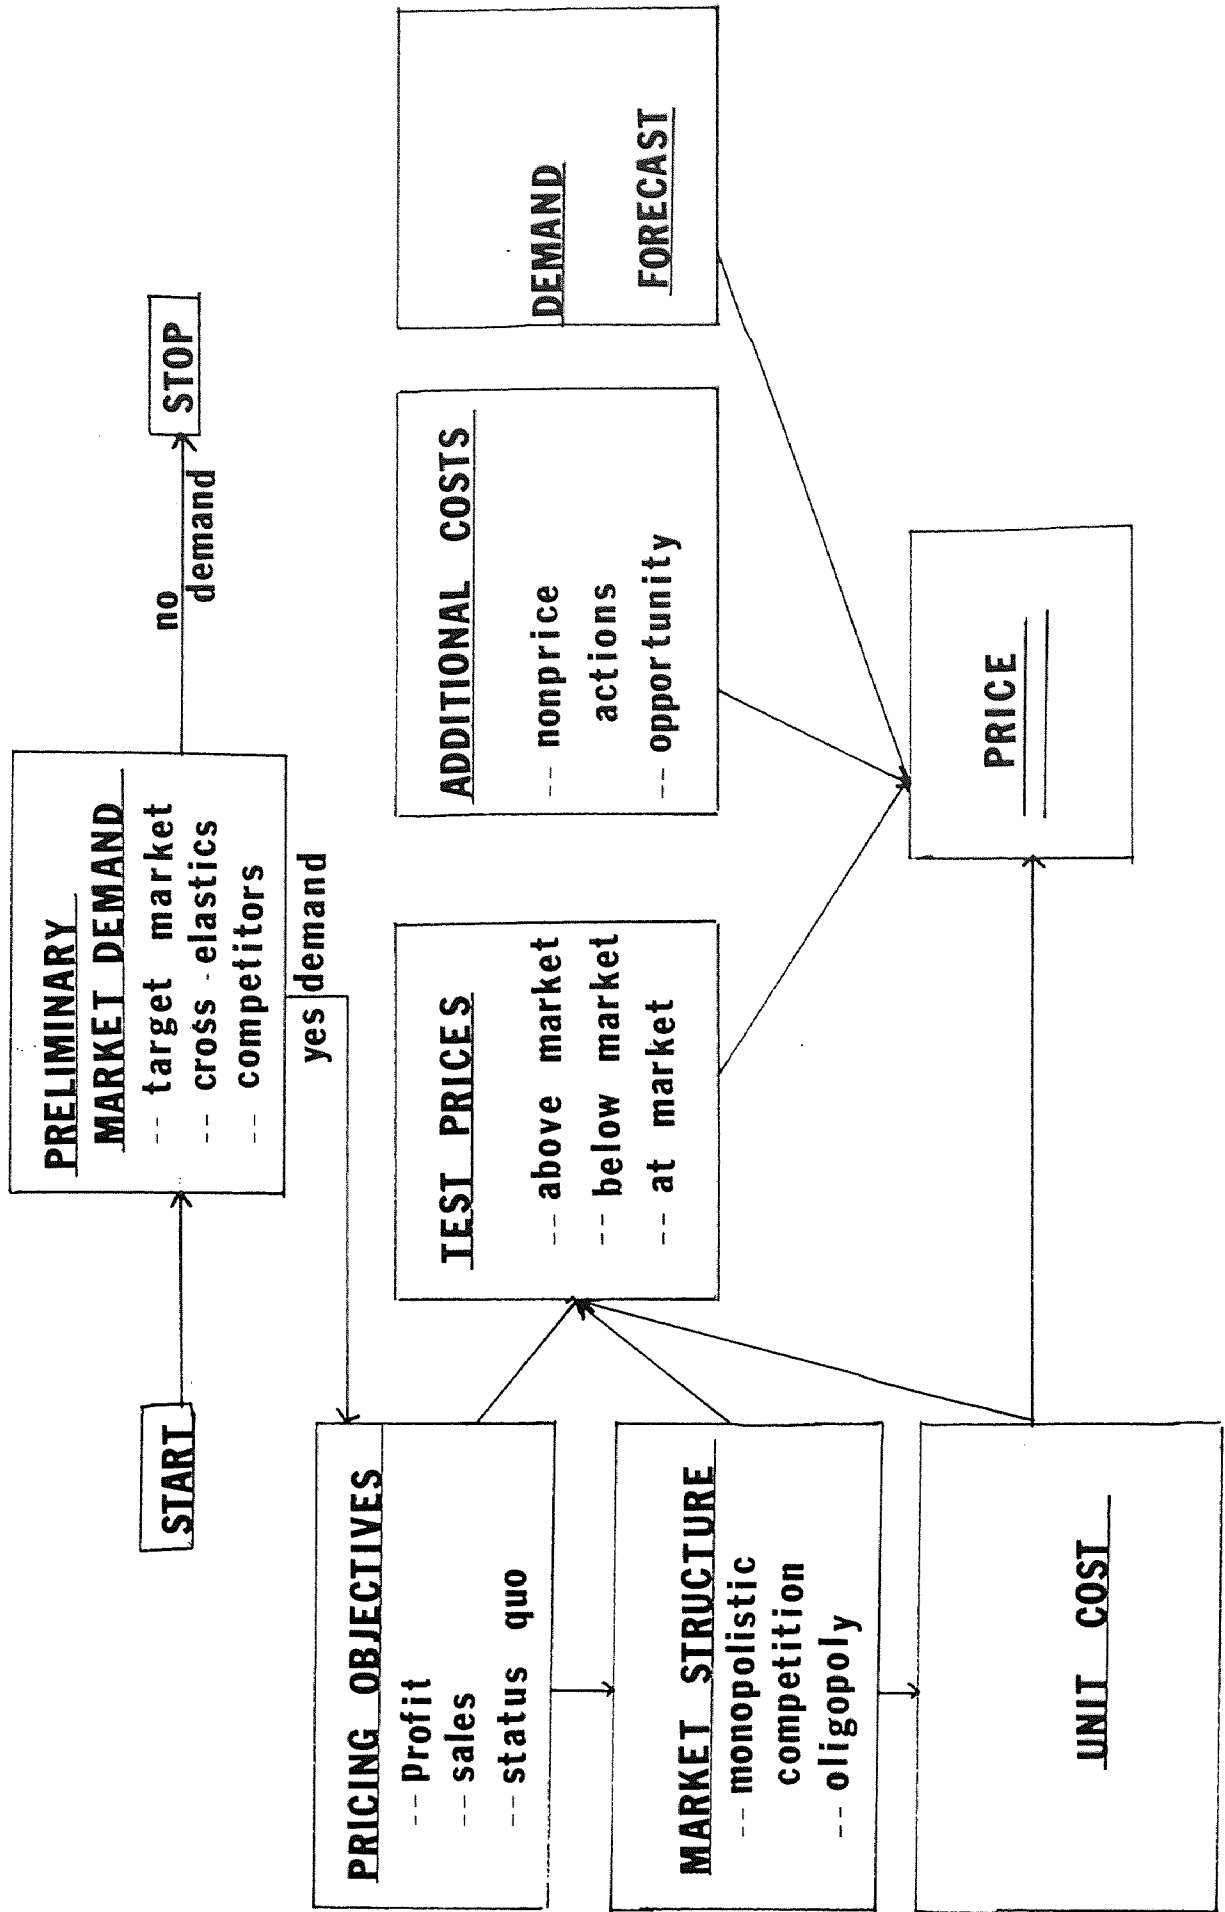 START
PRELIMINARY
MARKET DEMAND
-- target market
-- cross-elastics
-- competitors
no
demand
STOP
yes demand
PRICING OBJECTIVES
-- Profit
-- sales
-- status quo
MARKET STRUCTURE
-- monopolistic
competition
-- oligopoly
UNIT COST
TEST PRICES
-- above market
-- below market
-- at market
ADDITIONAL COSTS
-- nonprice
actions
-- opportunity
DEMAND
FORECAST
PRICE